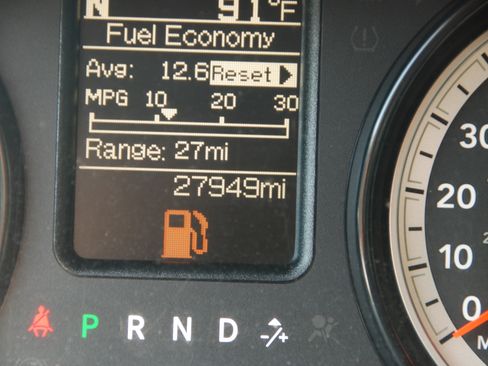 N 91°F
Fuel Economy
Avg: 12.6 Reset
MPG 10 20 30
Range: 27mi
27949mi
P R N D -/+
30
20
10
0
M